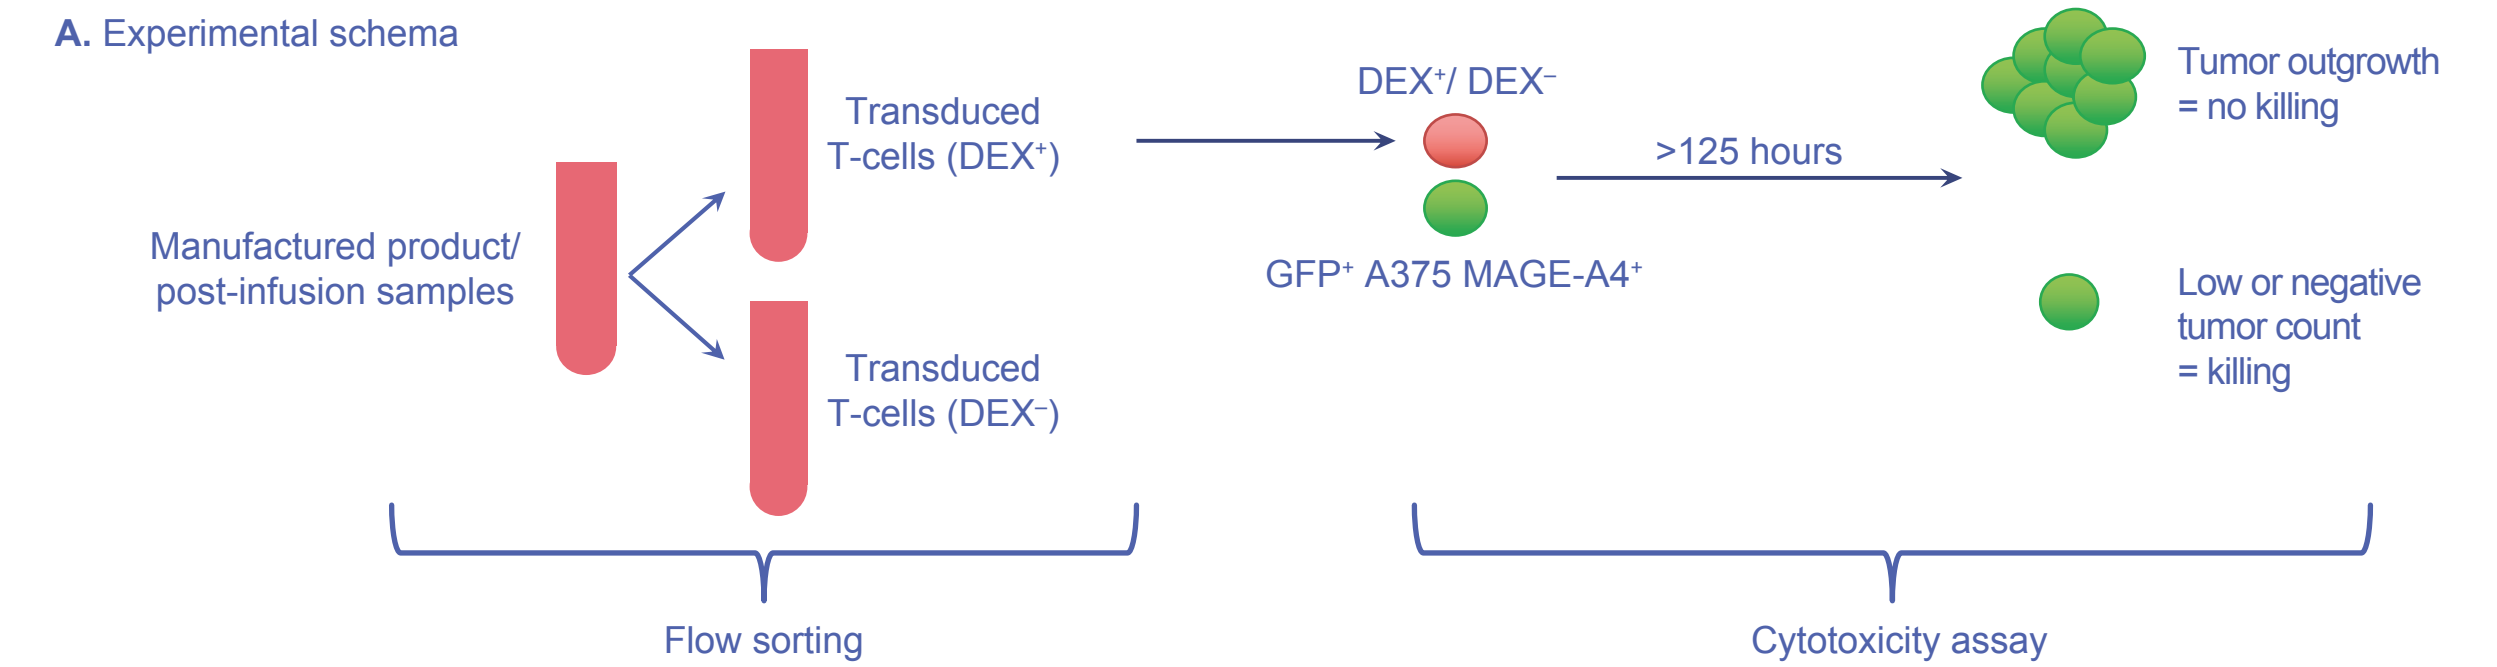 A. Experimental schema
Manufactured product/
post-infusion samples
Transduced
T-cells (DEX⁺)
Transduced
T-cells (DEX⁻)
Flow sorting
DEX⁺/ DEX⁻
GFP⁺ A375 MAGE-A4⁺
>125 hours
Tumor outgrowth
= no killing
Low or negative
tumor count
= killing
Cytotoxicity assay